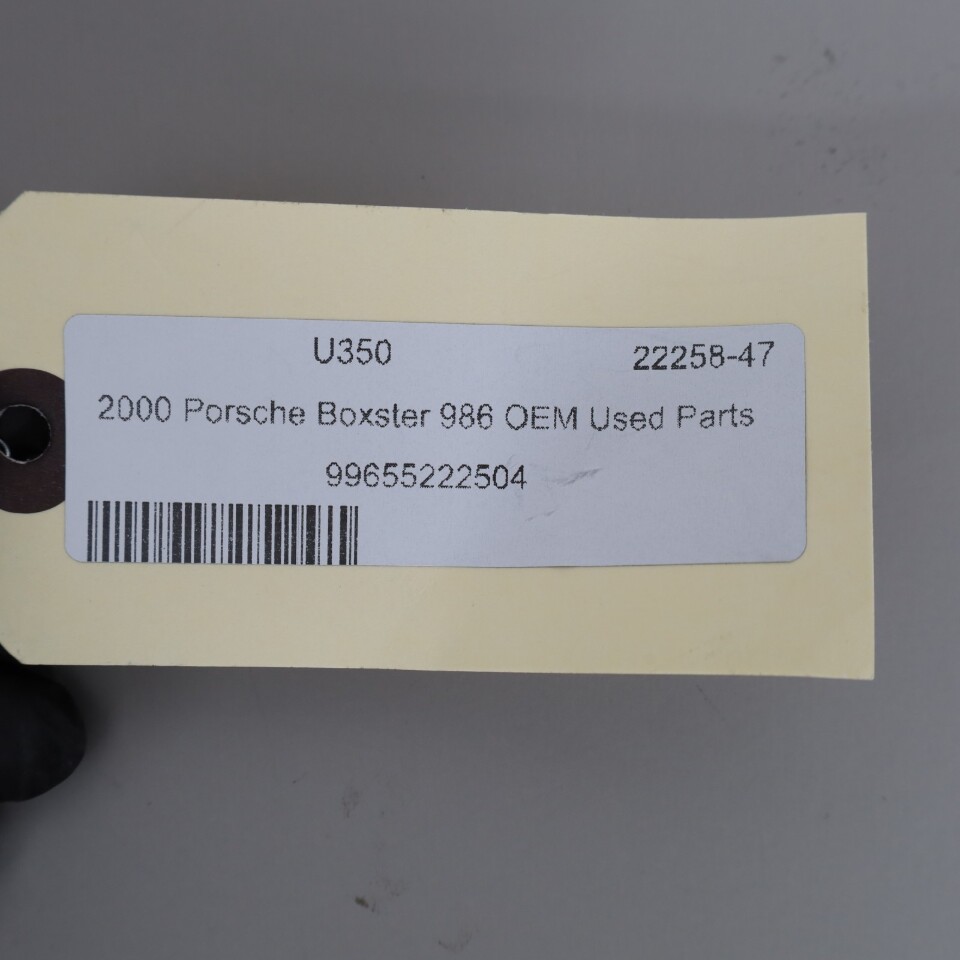 U350 22258-47
2000 Porsche Boxster 986 OEM Used Parts
99655222504